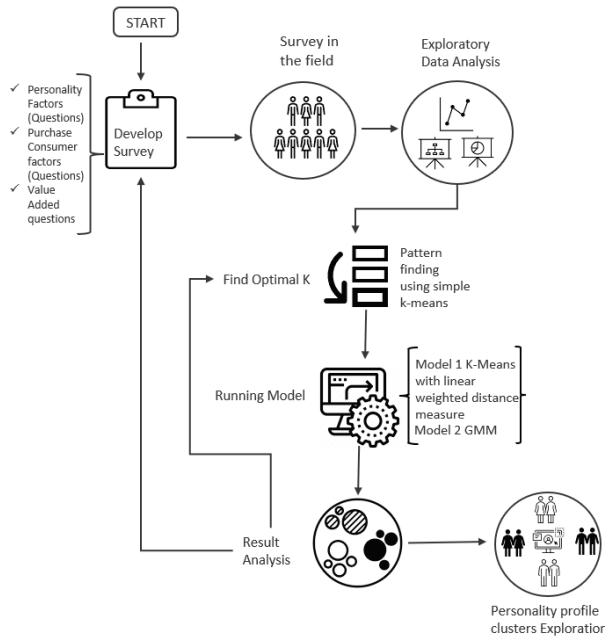 START
✓ Personality
Factors
(Questions)
✓ Purchase
Consumer
factors
(Questions)
✓ Value
Added
questions
Develop
Survey
Survey in
the field
Exploratory
Data Analysis
Find Optimal K
Pattern
finding
using simple
k-means
Running Model
Model 1 K-Means
with linear
weighted distance
measure
Model 2 GMM
Result
Analysis
Personality profile
clusters Exploration